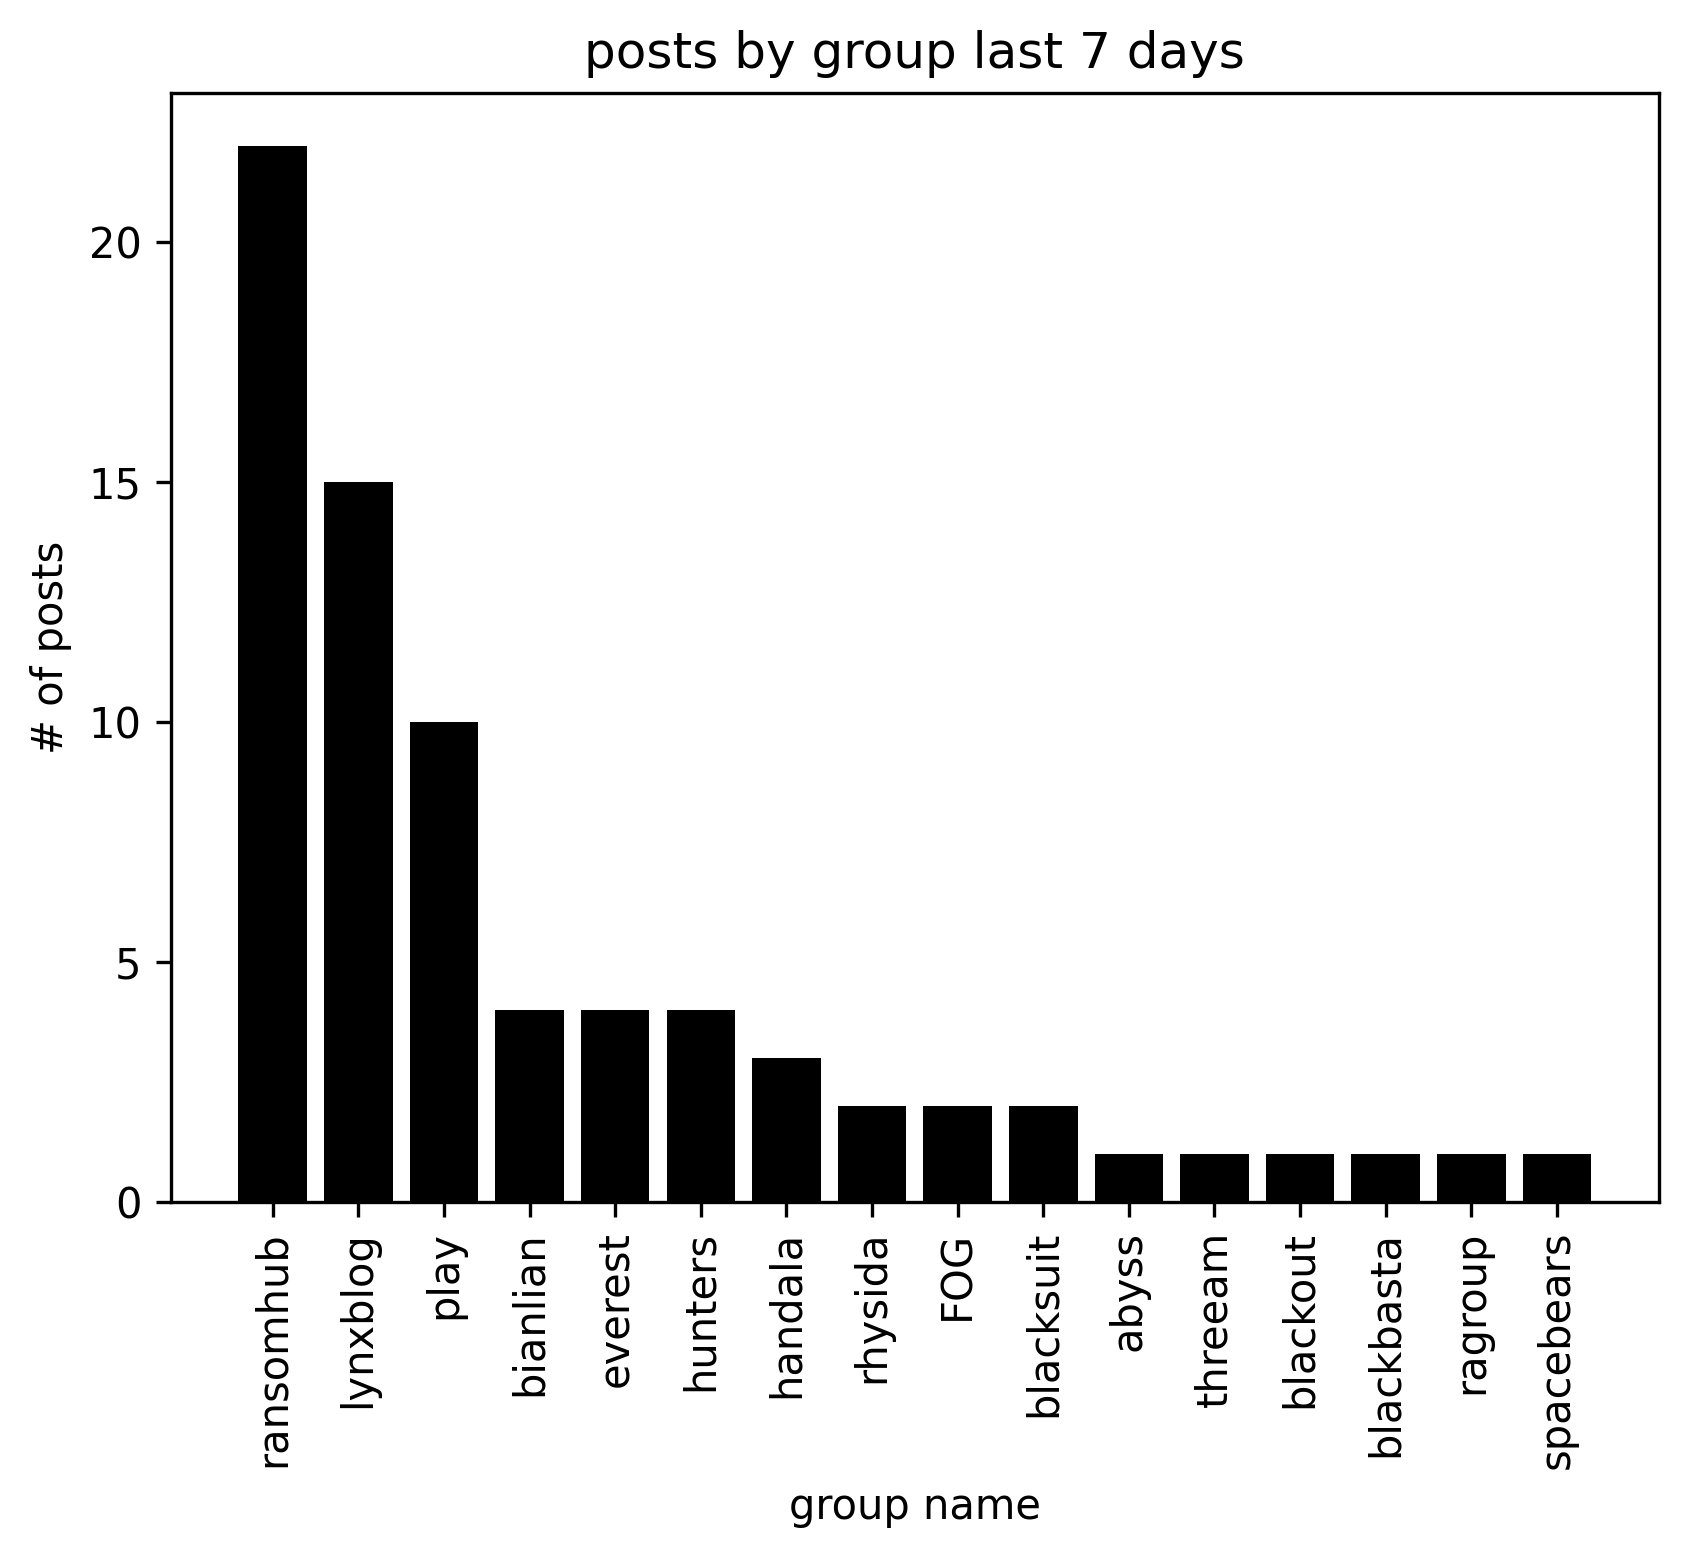 posts by group last 7 days
# of posts
20
15
10
5
0
ransomhub
lynxblog
play
bianlian
everest
hunters
handala
rhysida
FOG
blacksuit
abyss
threeam
blackout
blackbasta
ragroup
spacebears
group name